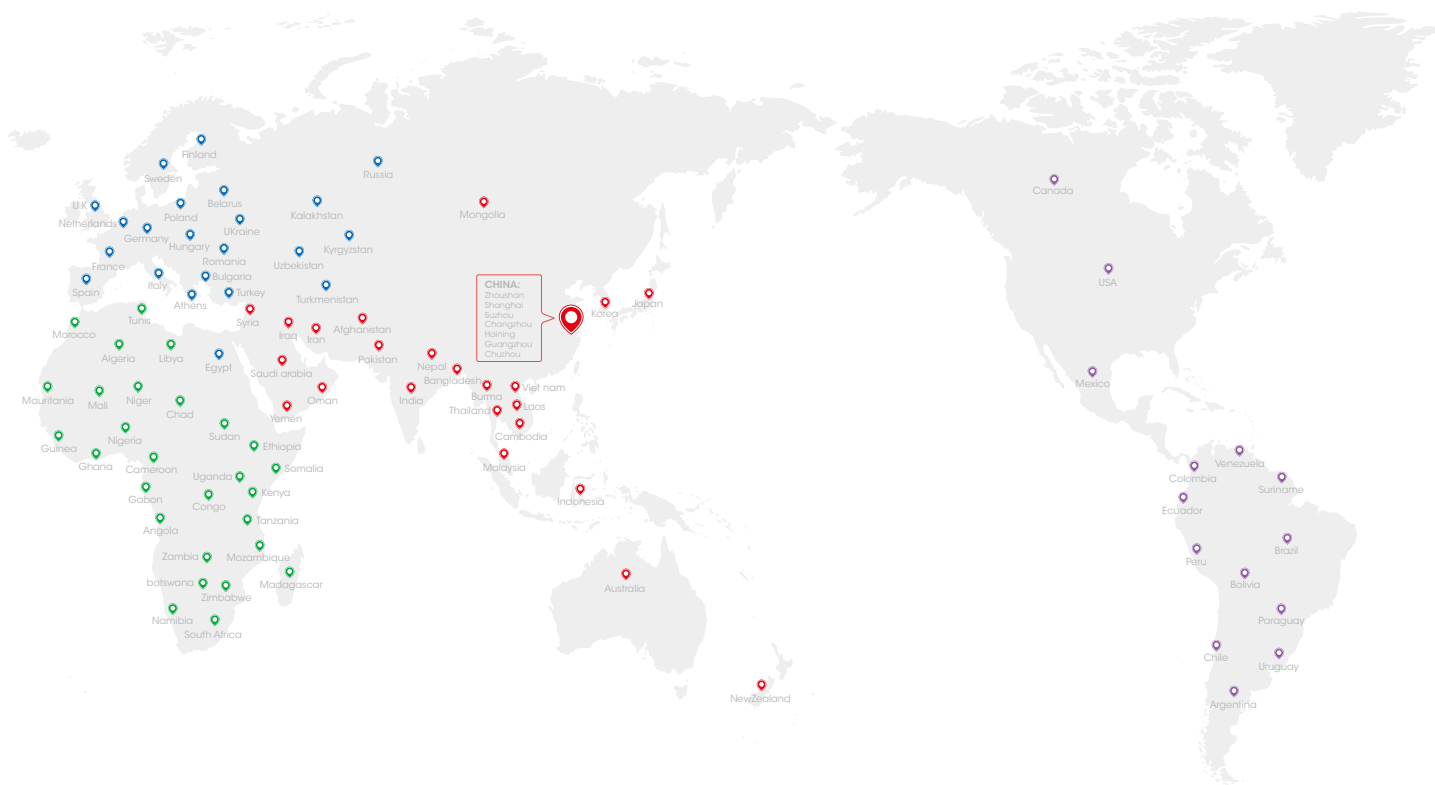 Finland
Sweden
Russia
Belarus
U.K
Poland
Kalakhstan
Mongolia
Canada
Netherlands
UKraine
Germany
Hungary
Kyrgyzstan
Romania
France
Uzbekistan
Bulgaria
Italy
Spain
Turkey
Athens
Turkmenistan
USA
CHINA:
Zhoushan
Shanghai
Suzhou
Changzhou
Haining
Guangzhou
Chuzhou
Japan
Korea
Tunis
Syria
Marocco
Iraq
Iran
Afghanistan
Algeria
Libya
Egypt
Pakistan
Nepal
Saudi arabia
Bangladesh
Mexico
Viet nam
Burma
Mauritania
Mali
Niger
Chad
Oman
India
Laos
Thailand
Yemen
Sudan
Cambodia
Nigeria
Guinea
Ethiopia
Ghana
Cameroon
Somalia
Malaysia
Venezuela
Colombia
Uganda
Suriname
Kenya
Gabon
Congo
Indonesia
Ecuador
Tanzania
Angola
Brazil
Zambia
Mozambique
Peru
botswana
Madagascar
Zimbabwe
Australia
Bolivia
Namibia
South Africa
Paraguay
Chile
Uruguay
NewZealand
Argentina